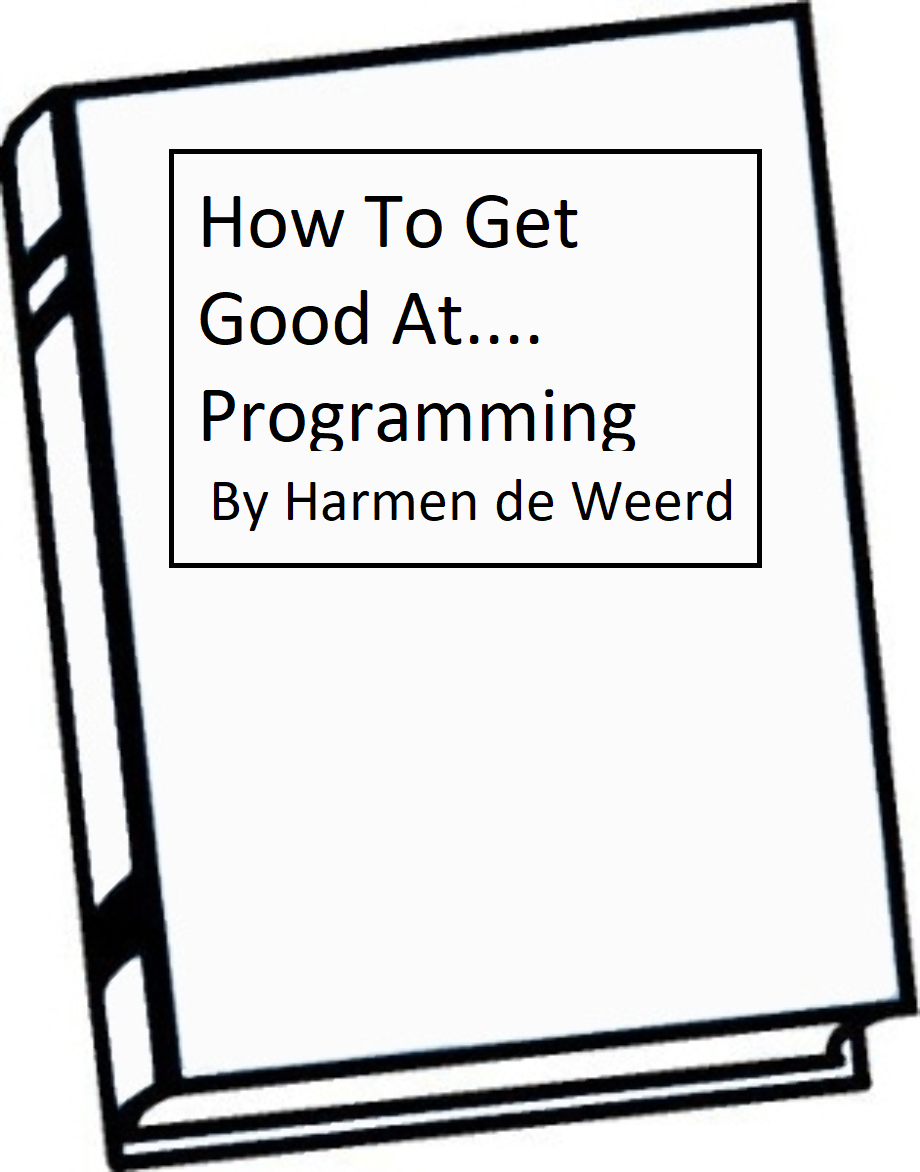 How To Get
Good At....
Programming
By Harmen de Weerd